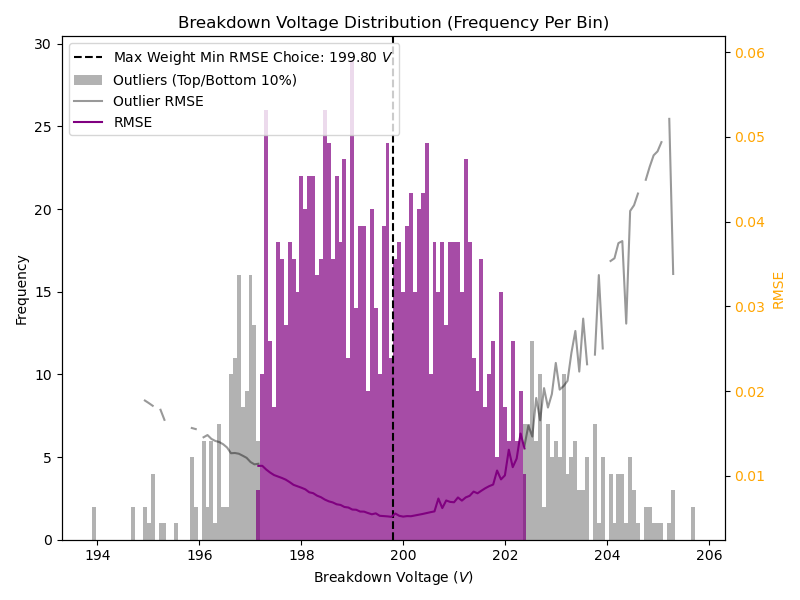 Breakdown Voltage Distribution (Frequency Per Bin)
Max Weight Min RMSE Choice: 199.80 V
Outliers (Top/Bottom 10%)
Outlier RMSE
RMSE
30
25
20
15
10
5
0
Frequency
0.06
0.05
0.04
0.03
0.02
0.01
RMSE
194
196
198
200
202
204
206
Breakdown Voltage (V)